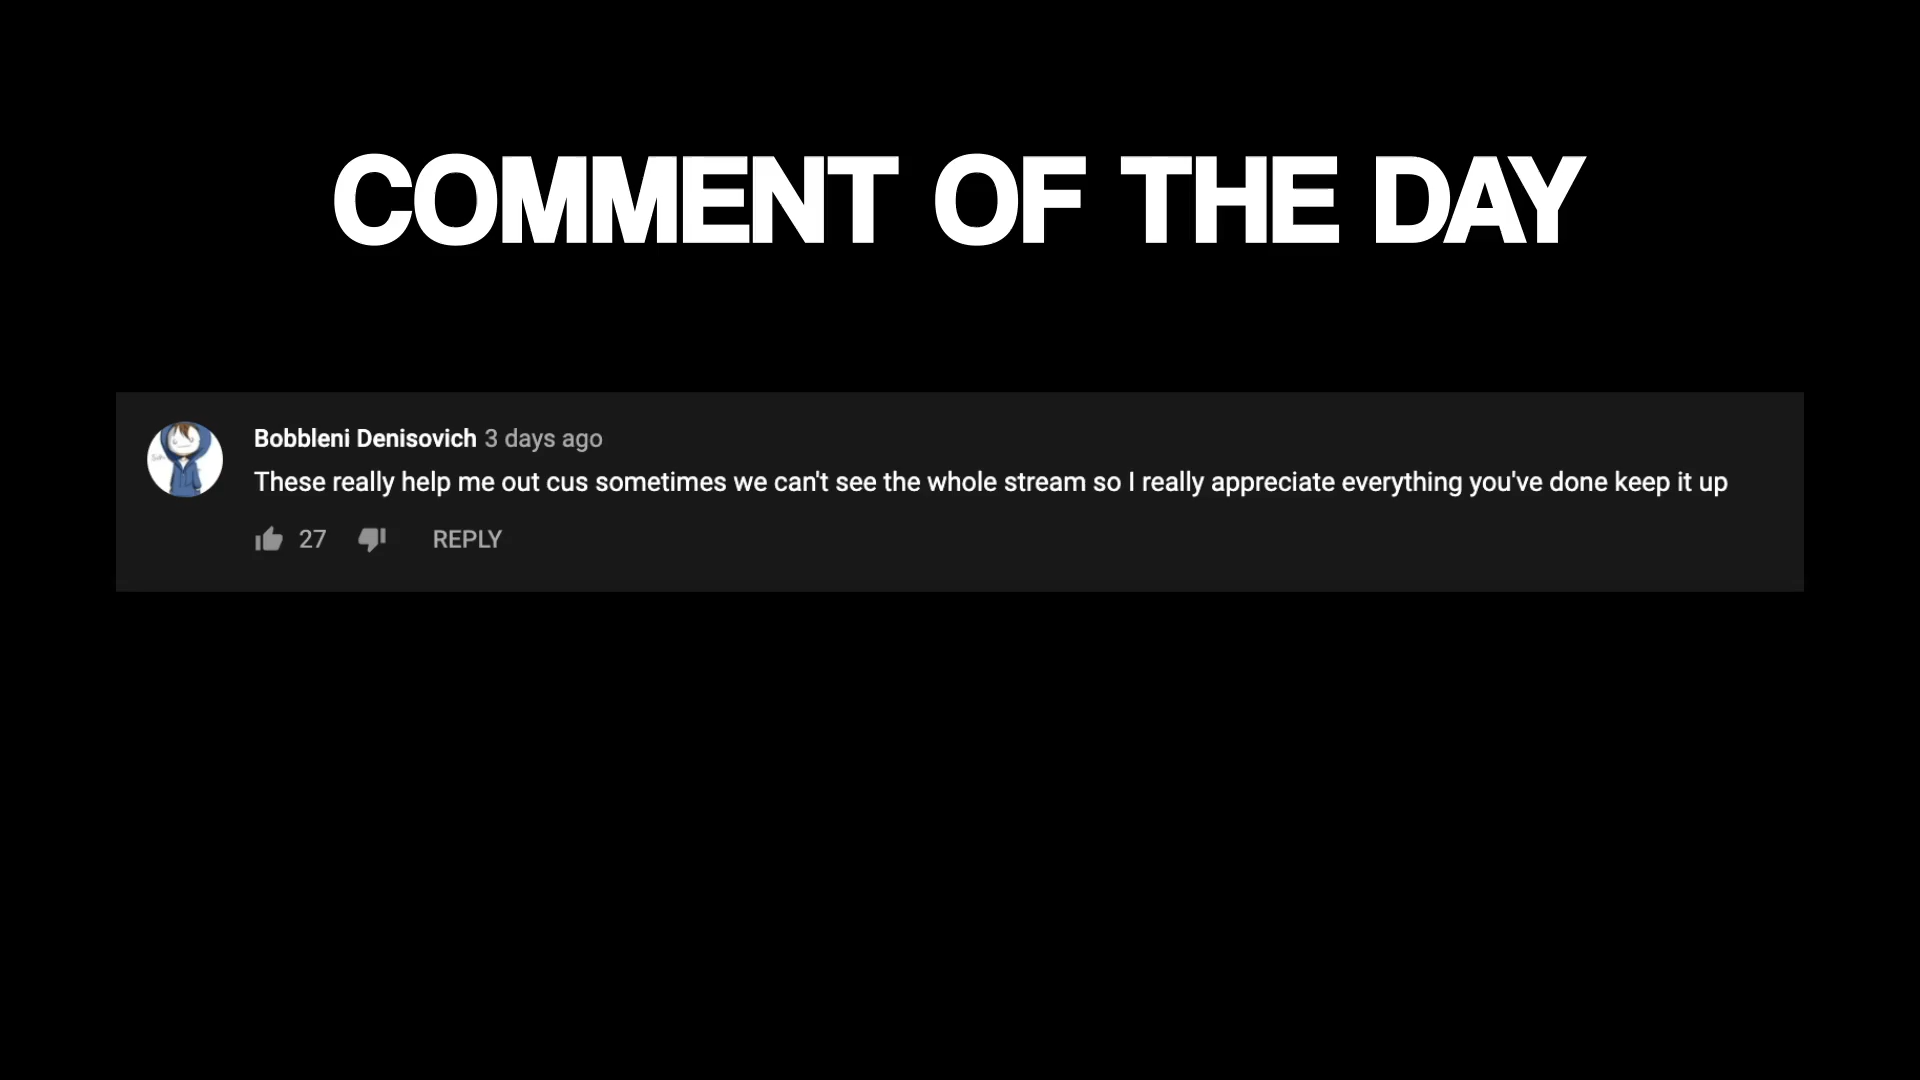 COMMENT OF THE DAY
Bobbleni Denisovich 3 days ago
These really help me out cus sometimes we can't see the whole stream so I really appreciate everything you've done keep it up
27 REPLY